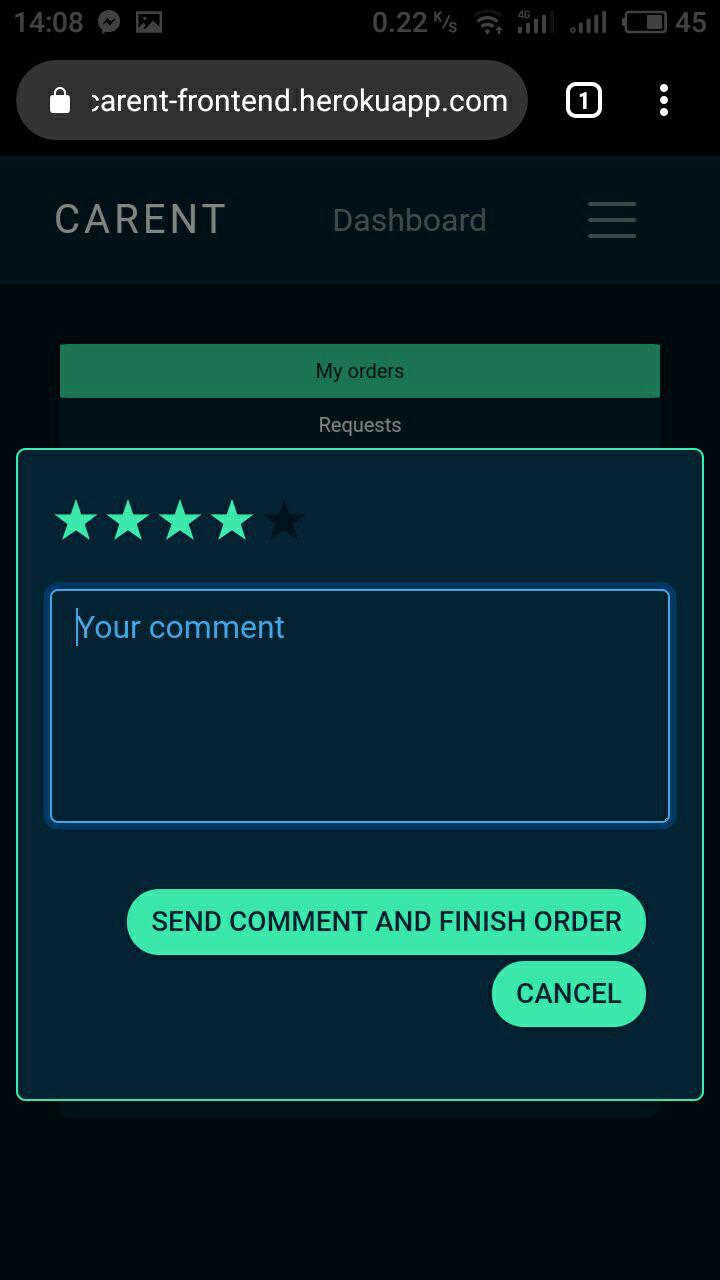 14:08 0.22 K/s 4G 45
carent-frontend.herokuapp.com 1
CARENT Dashboard
My orders
Requests
Your comment
SEND COMMENT AND FINISH ORDER
CANCEL